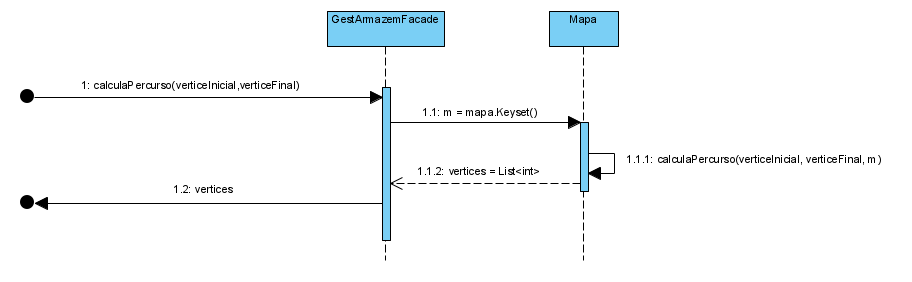 GestArmazemFacade
Mapa
1: calculaPercurso(verticeInicial,verticeFinal)
1.1: m = mapa.Keyset()
1.1.1: calculaPercurso(verticeInicial, verticeFinal, m )
1.1.2: vertices = List<int>
1.2: vertices